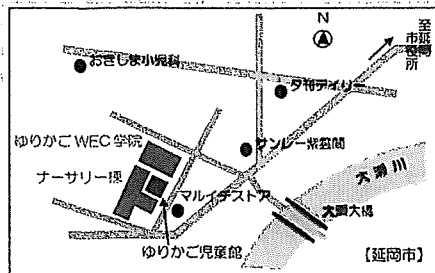 N
至延岡市役所
おきしま小児科
夕刊デイリー
ゆりかごWEC学院
サンレー紫雲閣
ナーサリー棟
大瀬川
マルイチストア
大瀬大橋
ゆりかご児童館
【延岡市】